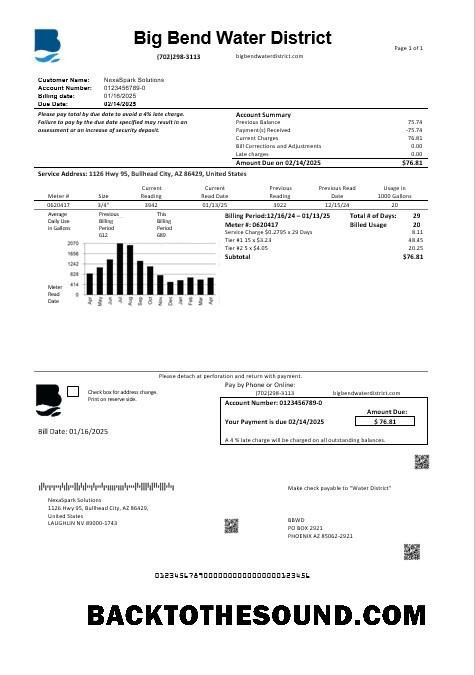 Big Bend Water District
Page 1 of 1
(702)298-3113 bigbendwaterdistrict.com
Customer Name: NexaSpark Solutions
Account Number: 0123456789-0
Billing date: 01/16/2025
Due Date: 02/14/2025
Please pay total by due date to avoid a 4% late charge.
Failure to pay by the due date specified may result in an
assessment or an increase of security deposit.
Account Summary
Previous Balance 75.74
Payment(s) Received -75.74
Current Charges 76.81
Bill Corrections and Adjustments 0.00
Late charges 0.00
Amount Due on 02/14/2025 $76.81
Service Address: 1126 Hwy 95, Bullhead City, AZ 86429, United States
Current Current Previous Previous Read Usage in
Meter # Size Reading Read Date Reading Date 1000 Gallons
0620417 3/4" 3942 01/13/25 3922 12/15/24 20
Average Previous This
Daily Use Billing Billing
in Gallons Period Period
612 689
2070
1656
1242
828
414
0
Meter
Read
Date
Apr May Jun Jul Aug Sep Oct Nov Dec Jan Feb Mar Apr
Billing Period:12/16/24 – 01/13/25 Total # of Days: 29
Meter #: 0620417 Billed Usage 20
Service Charge $0.2795 x 29 Days 8.11
Tier #1 15 x $3.23 48.45
Tier #2 5 x $4.05 20.25
Subtotal $76.81
Please detach at perforation and return with payment.
Check box for address change.
Print on reserve side.
Bill Date: 01/16/2025
Pay by Phone or Online:
(702)298-3113 bigbendwaterdistrict.com
Account Number: 0123456789-0
Amount Due:
Your Payment is due 02/14/2025 $ 76.81
A 4 % late charge will be charged on all outstanding balances.
Make check payable to "Water District"
NexaSpark Solutions
1126 Hwy 95, Bullhead City, AZ 86429,
United States
LAUGHLIN NV 89000-1743
BBWD
PO BOX 2921
PHOENIX AZ 85062-2921
BACKTOTHESOUND.COM